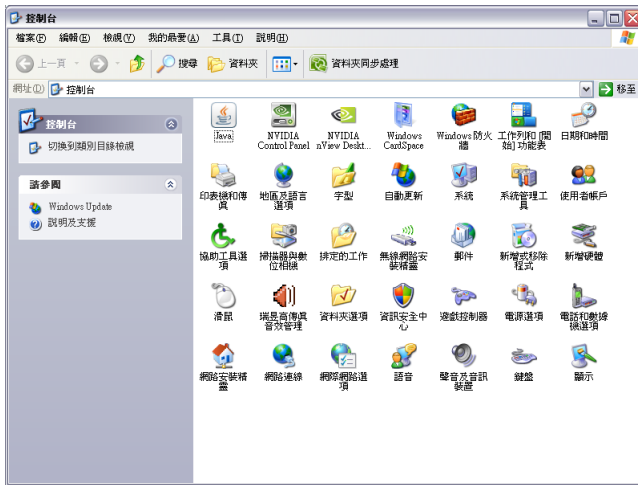 控制台
檔案(F) 編輯(E) 檢視(V) 我的最愛(A) 工具(T) 說明(H)
上一頁 搜尋 資料夾 資料夾同步處理
網址(D) 控制台 移至
控制台
切換到類別目錄檢視
請參閱
Windows Update
說明及支援
Java
NVIDIA
Control Panel
NVIDIA
nView Deskt...
Windows
CardSpace
Windows 防火
牆
工作列和 [開
始] 功能表
日期和時間
印表機和傳
真
地區及語言
選項
字型
自動更新
系統
系統管理工
具
使用者帳戶
協助工具選
項
掃描器與數
位相機
排定的工作
無線網路安
裝精靈
郵件
新增或移除
程式
新增硬體
滑鼠
瑞昱高傳真
音效管理
資料夾選項
資訊安全中
心
遊戲控制器
電源選項
電話和數據
機選項
網路安裝精
靈
網路連線
網際網路選
項
語音
聲音及音訊
裝置
鍵盤
顯示